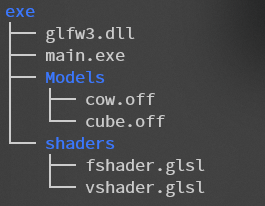 exe
glfw3.dll
main.exe
Models
cow.off
cube.off
shaders
fshader.glsl
vshader.glsl